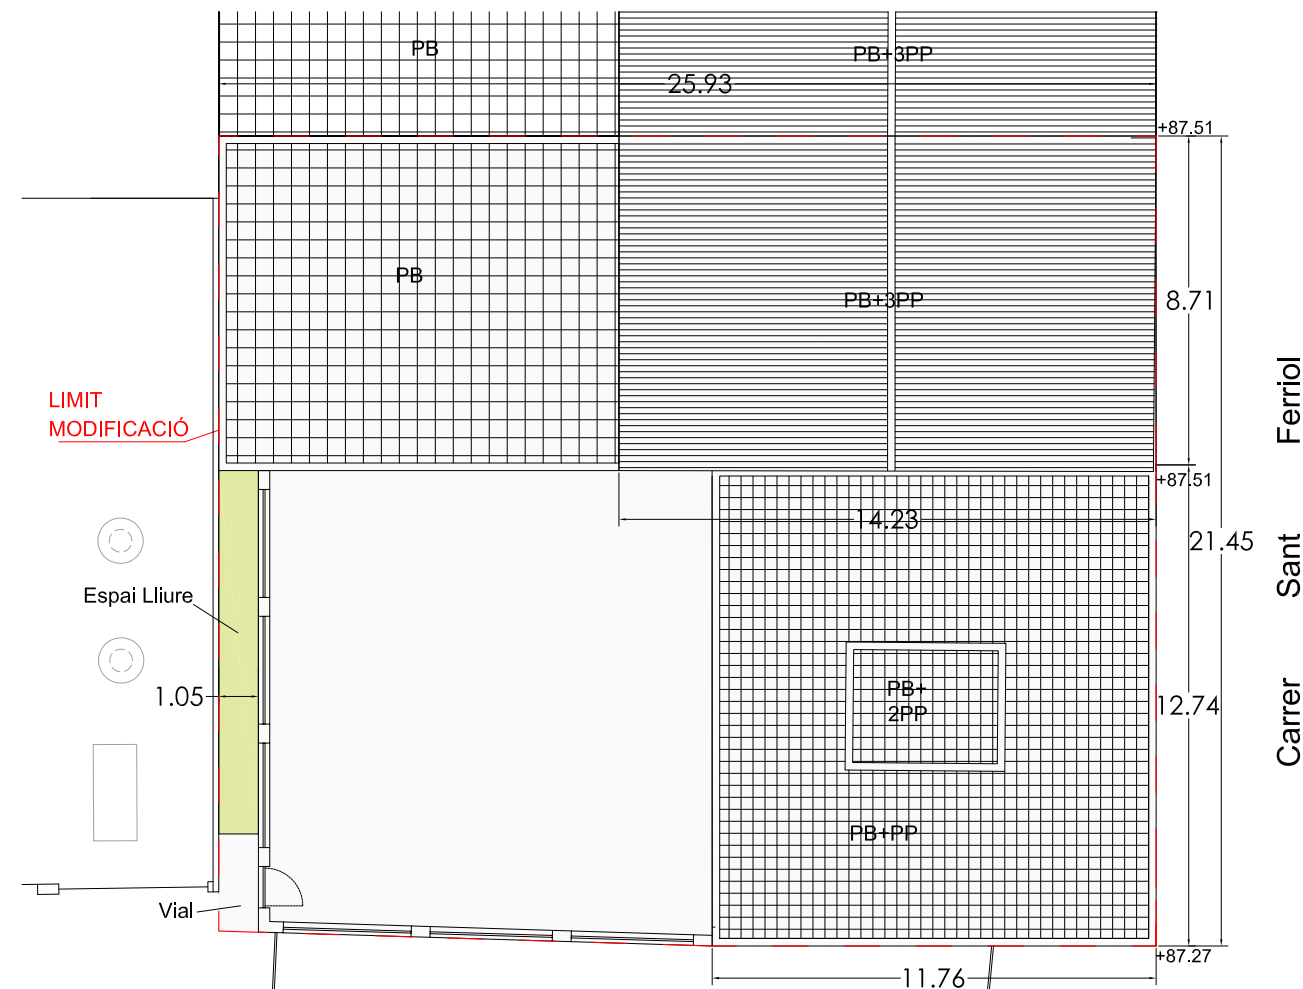 PB
PB+3PP
25.93
+87.51
PB
PB+3PP
8.71
LIMIT
MODIFICACIÓ
+87.51
14.23
21.45
Espai Lliure
1.05
PB+
2PP
12.74
PB+PP
Vial
+87.27
11.76
Carrer Sant Ferriol